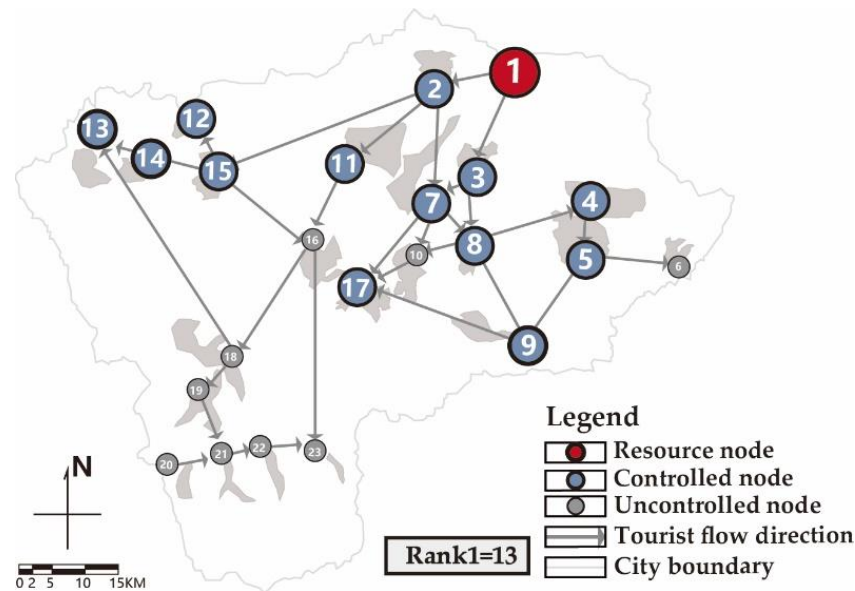 1
2
12
13
14
15
11
3
7
4
8
16
10
5
6
17
9
18
19
20
21
22
23
N
0 2 5 10 15KM
Rank1=13
Legend
Resource node
Controlled node
Uncontrolled node
Tourist flow direction
City boundary